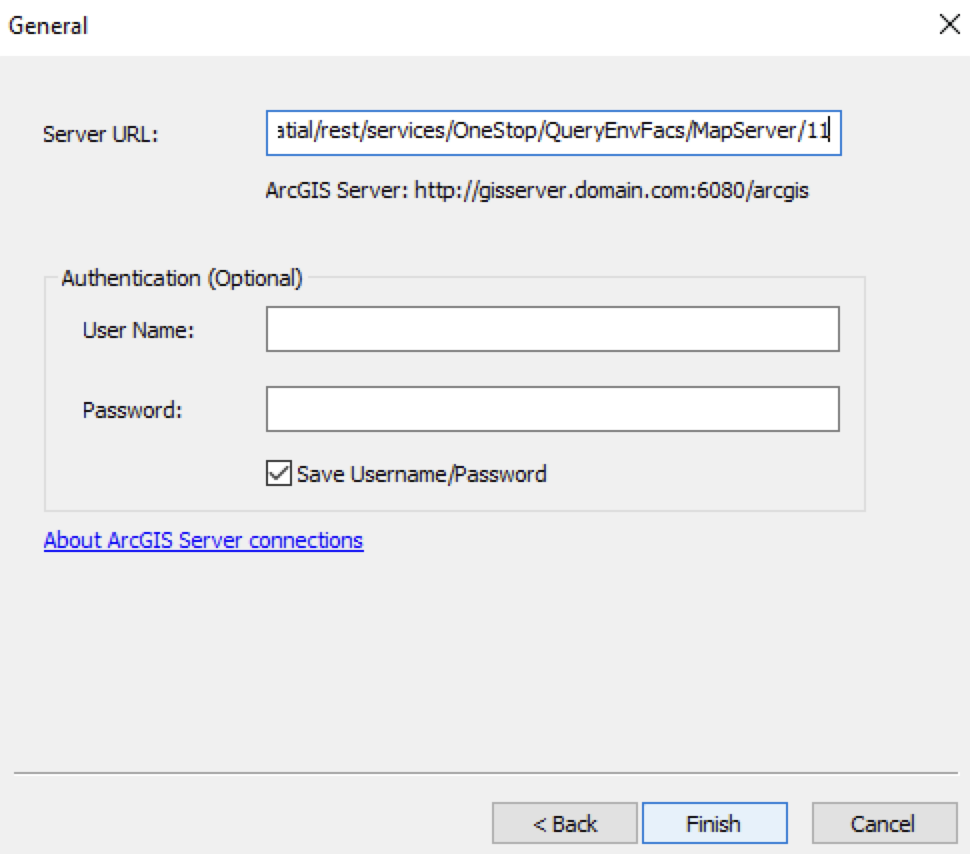 General
Server URL: atial/rest/services/OneStop/QueryEnvFacs/MapServer/11
ArcGIS Server: http://gisserver.domain.com:6080/arcgis
Authentication (Optional)
User Name:
Password:
Save Username/Password
About ArcGIS Server connections
< Back Finish Cancel